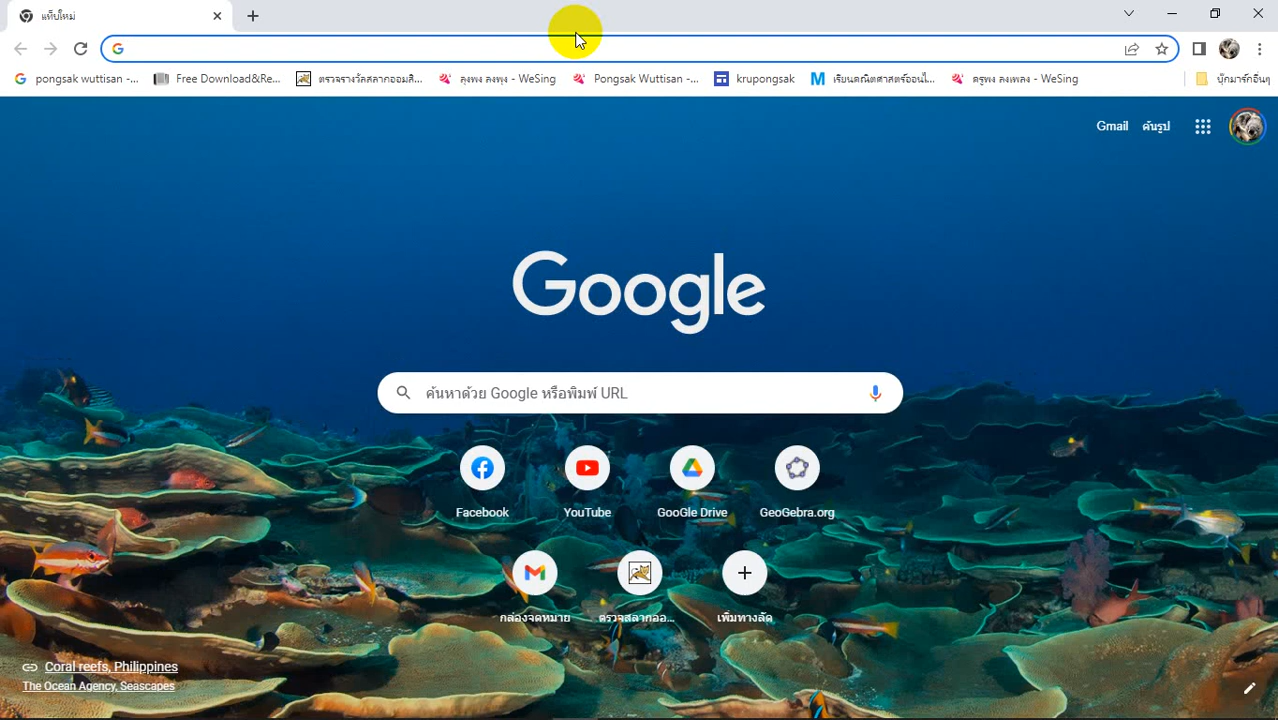 แท็บใหม่
pongsak wuttisan -...
Free Download&Re...
ตรวจรางวัลสลากออมสิ...
ลุงพง ลงพุง - WeSing
Pongsak Wuttisan -...
krupongsak
เรียนคณิตศาสตร์ออนไ...
ครูพง ลงเพลง - WeSing
บุ๊กมาร์กอื่นๆ
Gmail
ค้นรูป
Google
ค้นหาด้วย Google หรือพิมพ์ URL
Facebook
YouTube
GooGle Drive
GeoGebra.org
กล่องจดหมาย
ตรวจสลากออ...
เพิ่มทางลัด
Coral reefs, Philippines
The Ocean Agency, Seascapes